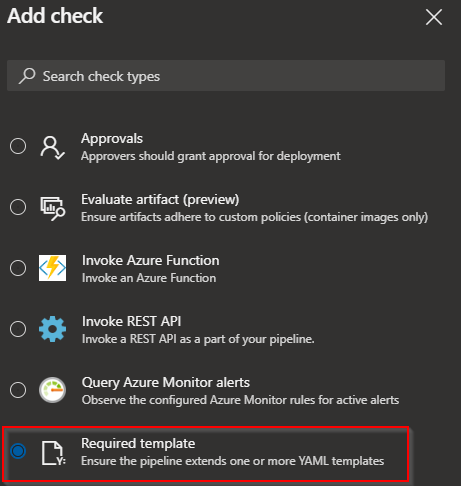 Add check
Search check types
Approvals
Approvers should grant approval for deployment
Evaluate artifact (preview)
Ensure artifacts adhere to custom policies (container images only)
Invoke Azure Function
Invoke an Azure Function
Invoke REST API
Invoke a REST API as a part of your pipeline.
Query Azure Monitor alerts
Observe the configured Azure Monitor rules for active alerts
Y:
Required template
Ensure the pipeline extends one or more YAML templates